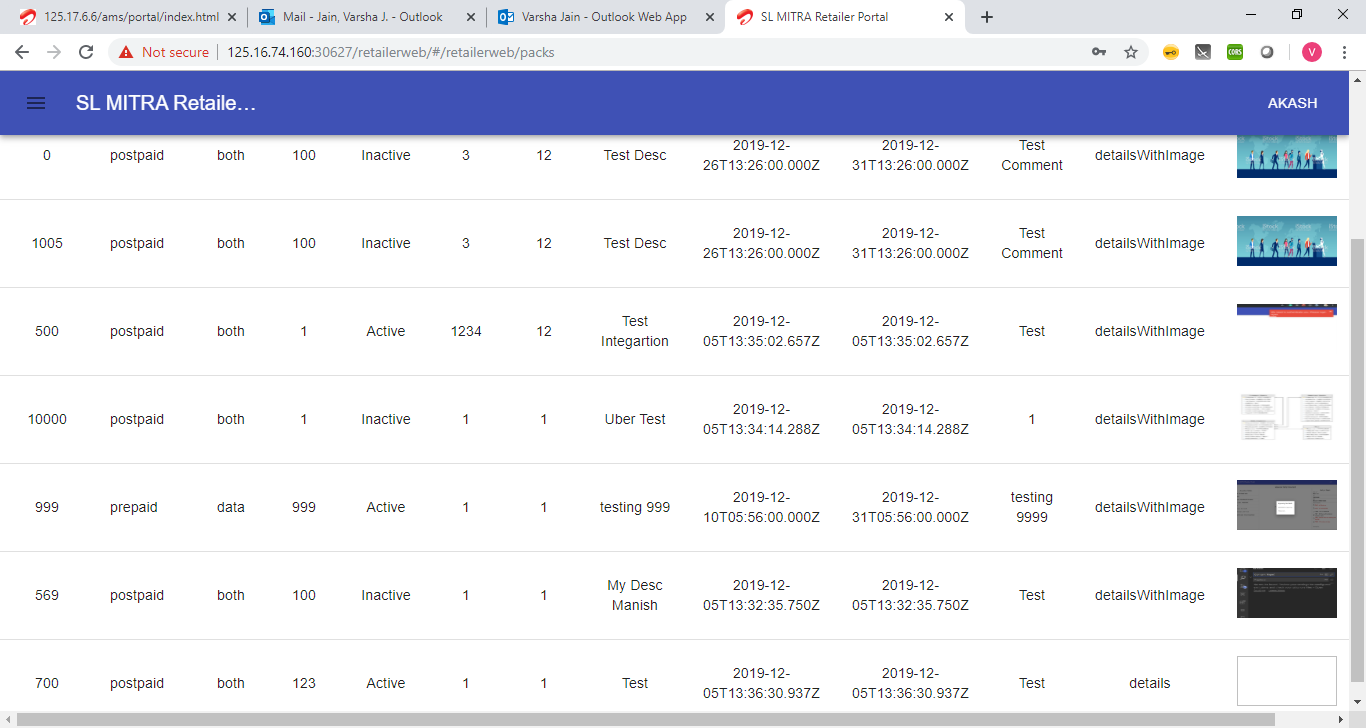 125.17.6.6/ams/portal/index.html
Mail - Jain, Varsha J. - Outlook
Varsha Jain - Outlook Web App
SL MITRA Retailer Portal
Not secure
125.16.74.160:30627/retailerweb/#/retailerweb/packs
CORS
V
SL MITRA Retaile...
AKASH
0 postpaid both 100 Inactive 3 12 Test Desc 2019-12- 2019-12- Test detailsWithImage
26T13:26:00.000Z 31T13:26:00.000Z Comment
1005 postpaid both 100 Inactive 3 12 Test Desc 2019-12- 2019-12- Test detailsWithImage
26T13:26:00.000Z 31T13:26:00.000Z Comment
500 postpaid both 1 Active 1234 12 Test 2019-12- 2019-12- Test detailsWithImage
Integartion 05T13:35:02.657Z 05T13:35:02.657Z
10000 postpaid both 1 Inactive 1 1 Uber Test 2019-12- 2019-12- 1 detailsWithImage
05T13:34:14.288Z 05T13:34:14.288Z
999 prepaid data 999 Active 1 1 testing 999 2019-12- 2019-12- testing detailsWithImage
10T05:56:00.000Z 31T05:56:00.000Z 9999
569 postpaid both 100 Inactive 1 1 My Desc 2019-12- 2019-12- Test detailsWithImage
Manish 05T13:32:35.750Z 05T13:32:35.750Z
700 postpaid both 123 Active 1 1 Test 2019-12- 2019-12- Test details
05T13:36:30.937Z 05T13:36:30.937Z